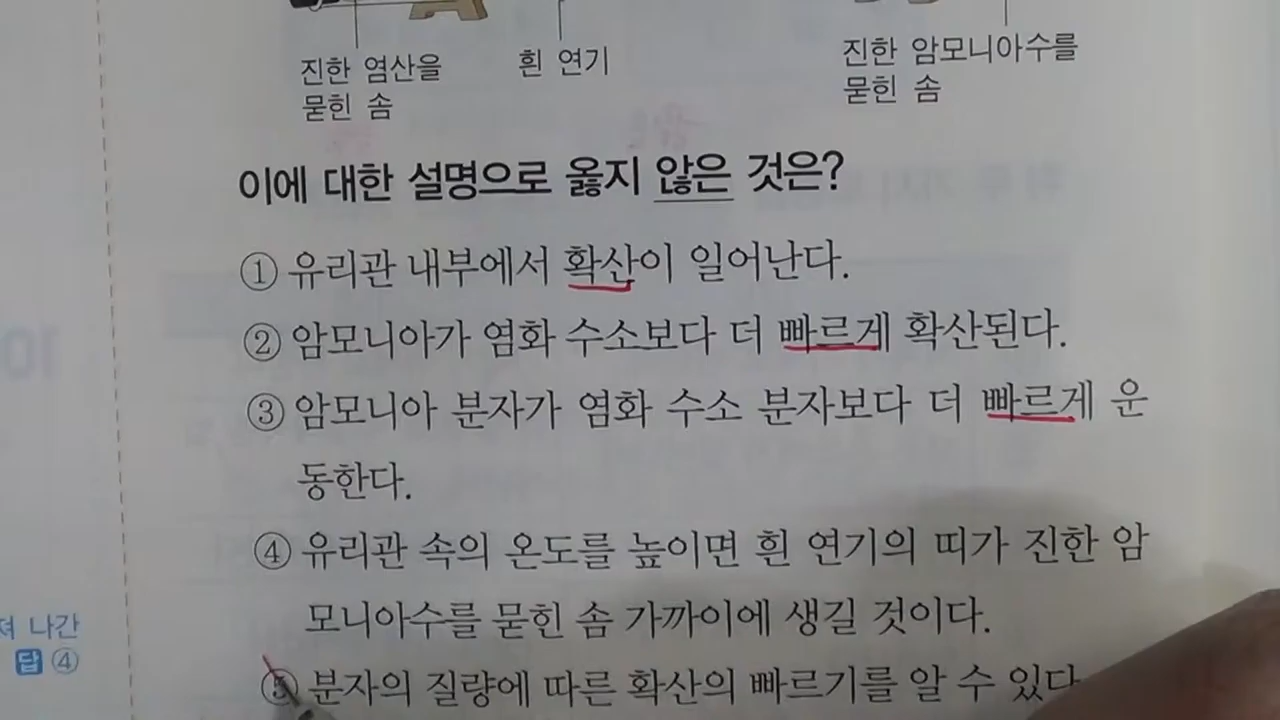 진한 염산을
묻힌 솜
흰 연기
진한 암모니아수를
묻힌 솜
이에 대한 설명으로 옳지 않은 것은?
① 유리관 내부에서 확산이 일어난다.
② 암모니아가 염화 수소보다 더 빠르게 확산된다.
③ 암모니아 분자가 염화 수소 분자보다 더 빠르게 운
동한다.
④ 유리관 속의 온도를 높이면 흰 연기의 띠가 진한 암
모니아수를 묻힌 솜 가까이에 생길 것이다.
⑤ 분자의 질량에 따른 확산의 빠르기를 알 수 있다
져 나간
답 ④